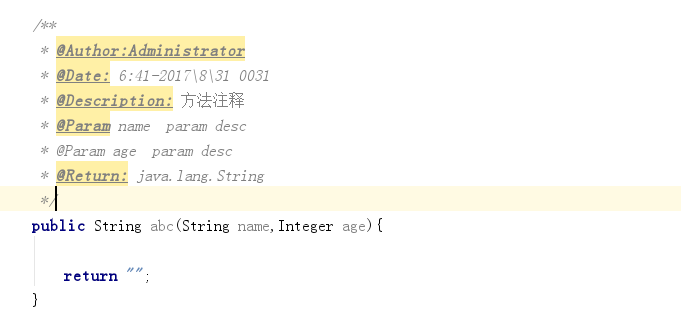 /**
 * @Author:Administrator
 * @Date: 6:41-2017\8\31 0031
 * @Description: 方法注释
 * @Param name  param desc
 * @Param age  param desc
 * @Return: java.lang.String
 */
public String abc(String name,Integer age){
return "";
}